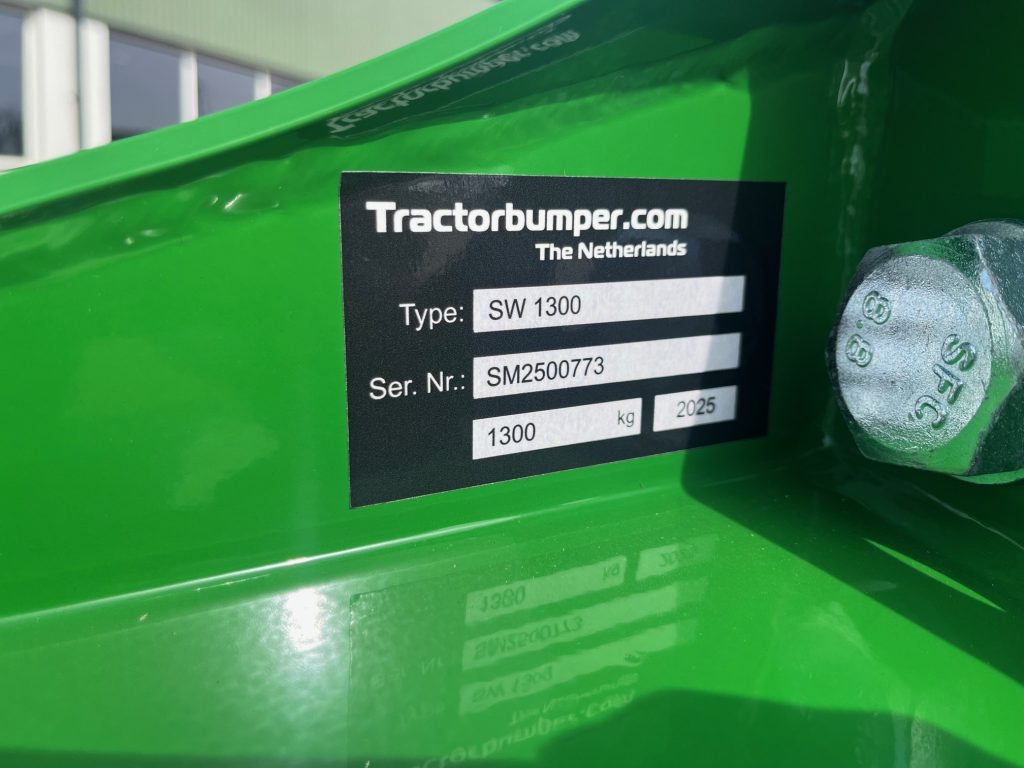 Tractorbumper.com
The Netherlands
Type: SW 1300
Ser. Nr.: SM2500773
1300 kg 2025
8.8
SFC